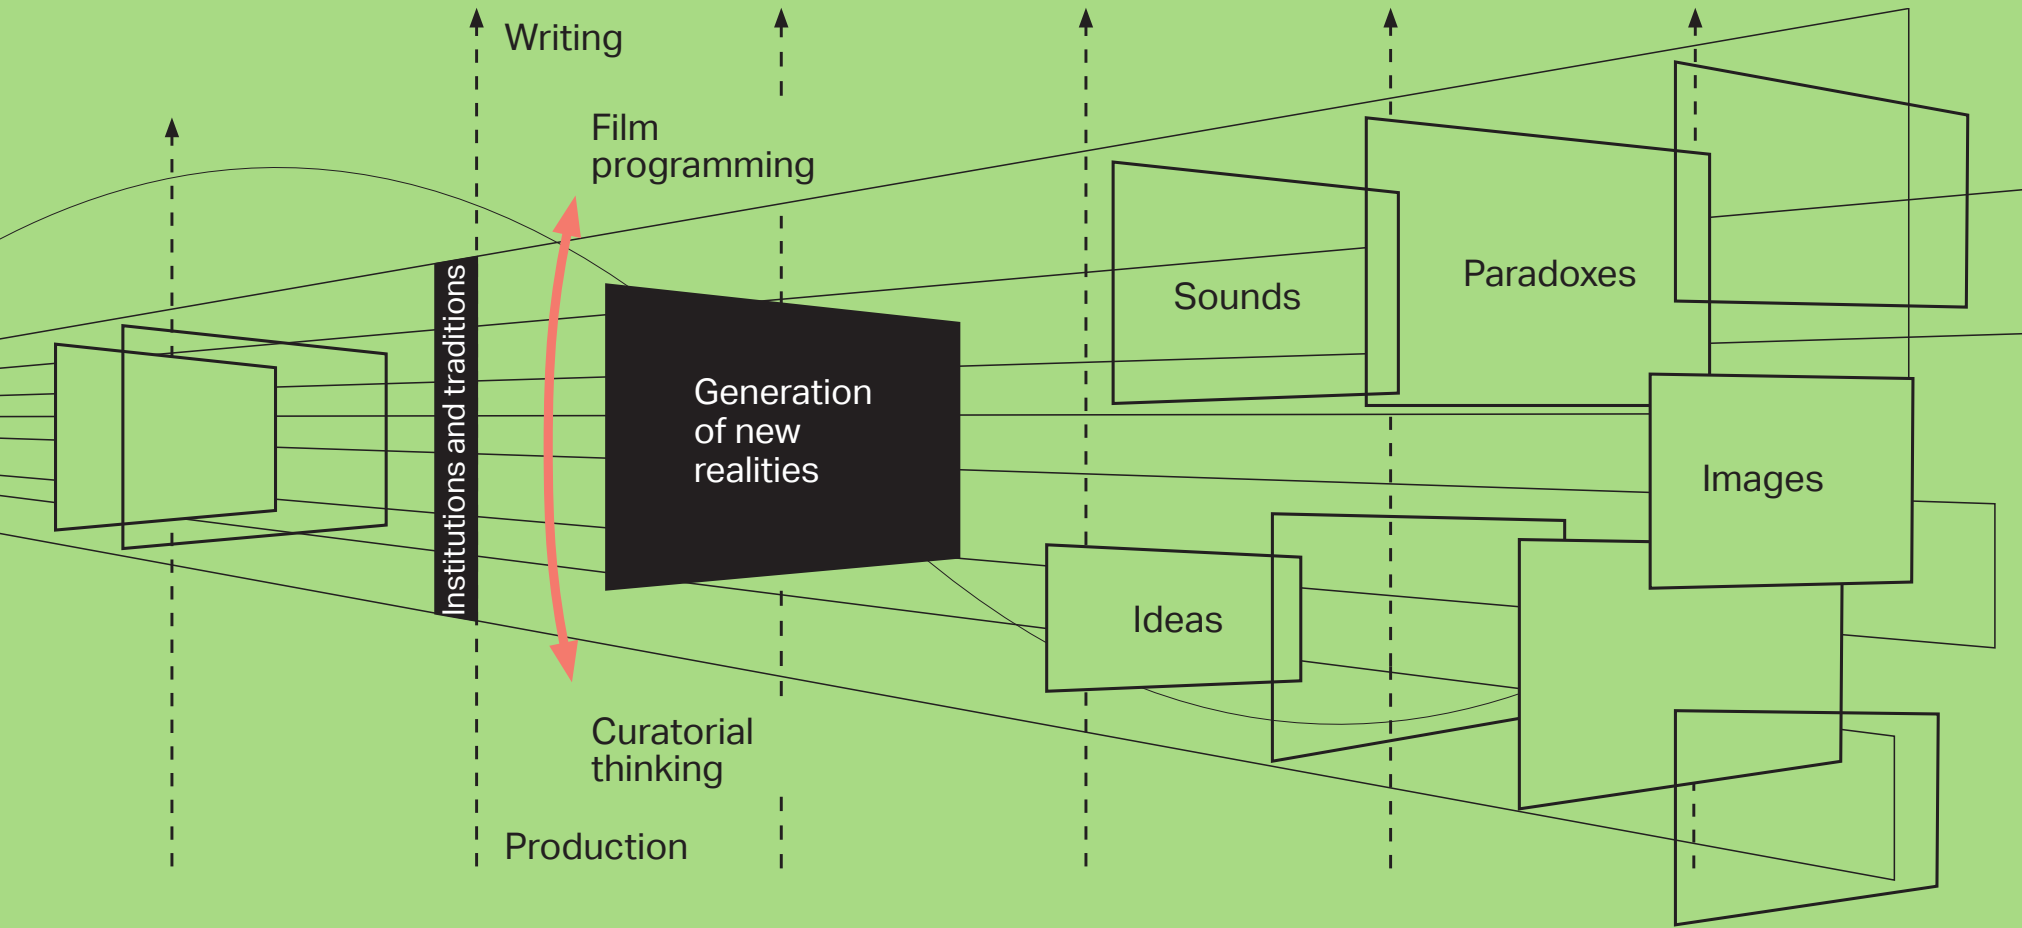 Writing
Film
programming
Institutions and traditions
Generation
of new
realities
Sounds
Paradoxes
Images
Ideas
Curatorial
thinking
Production